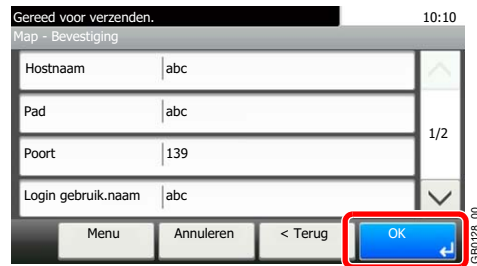 Gereed voor verzenden. 10:10
Map - Bevestiging
Hostnaam abc
Pad abc
1/2
Poort 139
Login gebruik.naam abc
Menu Annuleren < Terug OK
GB0128_00